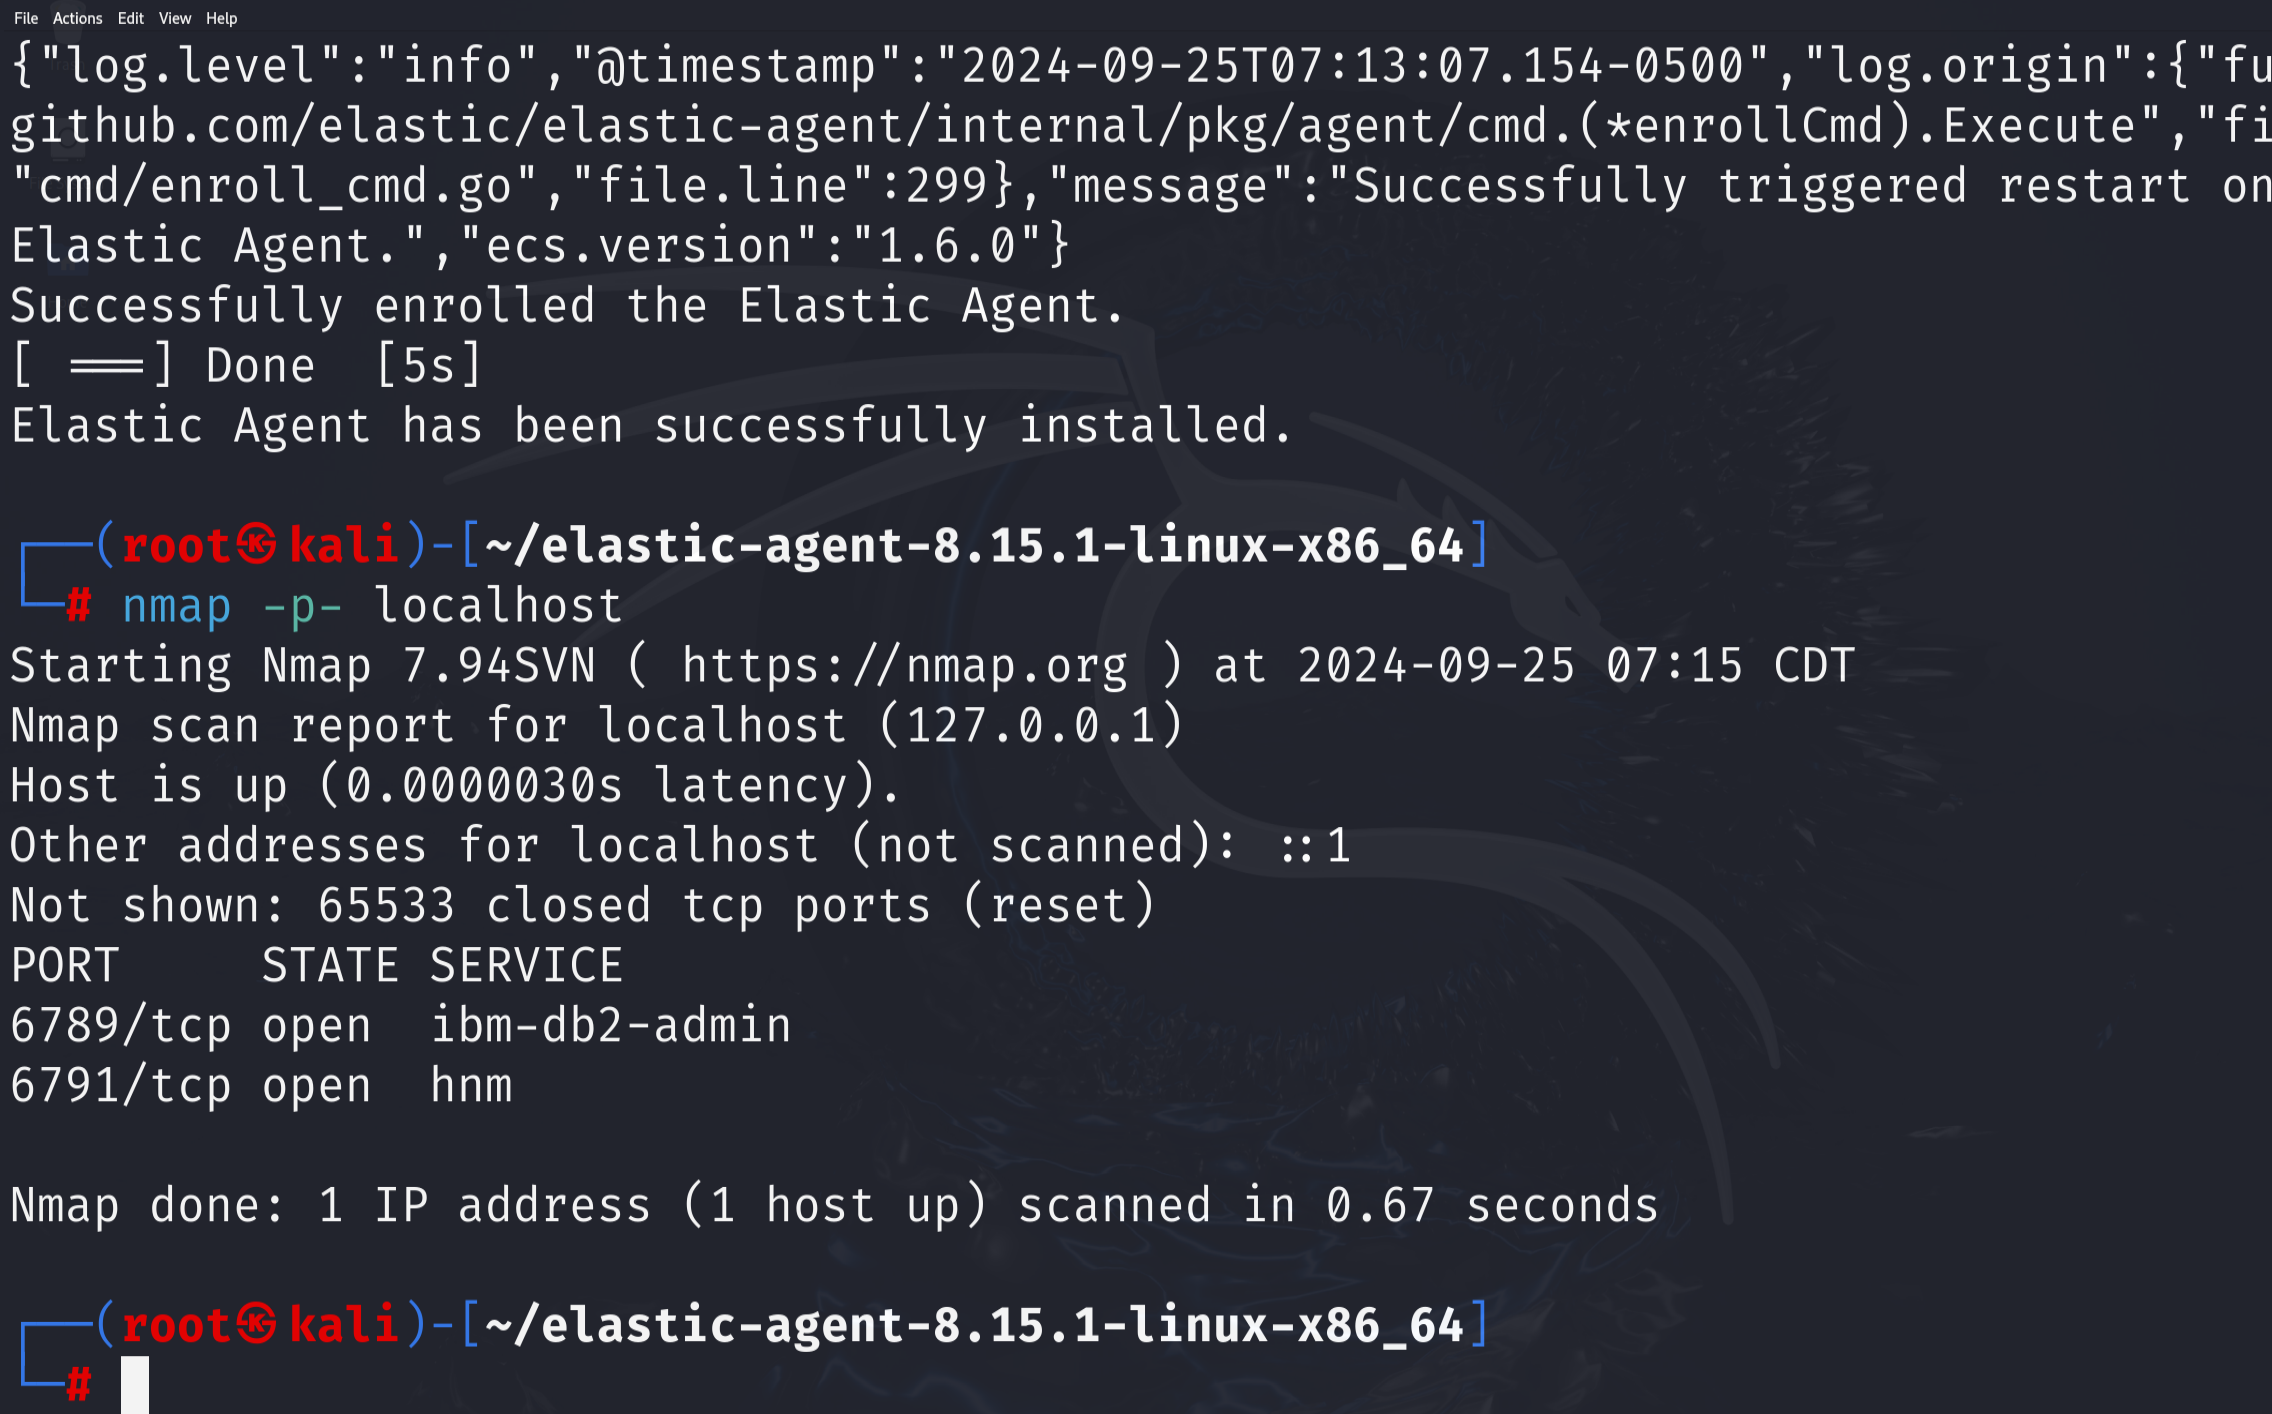 File Actions Edit View Help
{"log.level":"info","@timestamp":"2024-09-25T07:13:07.154-0500","log.origin":{"fu
github.com/elastic/elastic-agent/internal/pkg/agent/cmd.(*enrollCmd).Execute","fi
"cmd/enroll_cmd.go","file.line":299},"message":"Successfully triggered restart on
Elastic Agent.","ecs.version":"1.6.0"}
Successfully enrolled the Elastic Agent.
[ ===] Done  [5s]
Elastic Agent has been successfully installed.
┌──(root㉿kali)-[~/elastic-agent-8.15.1-linux-x86_64]
└─# nmap -p- localhost
Starting Nmap 7.94SVN ( https://nmap.org ) at 2024-09-25 07:15 CDT
Nmap scan report for localhost (127.0.0.1)
Host is up (0.0000030s latency).
Other addresses for localhost (not scanned): ::1
Not shown: 65533 closed tcp ports (reset)
PORT     STATE SERVICE
6789/tcp open  ibm-db2-admin
6791/tcp open  hnm
Nmap done: 1 IP address (1 host up) scanned in 0.67 seconds
┌──(root㉿kali)-[~/elastic-agent-8.15.1-linux-x86_64]
└─#